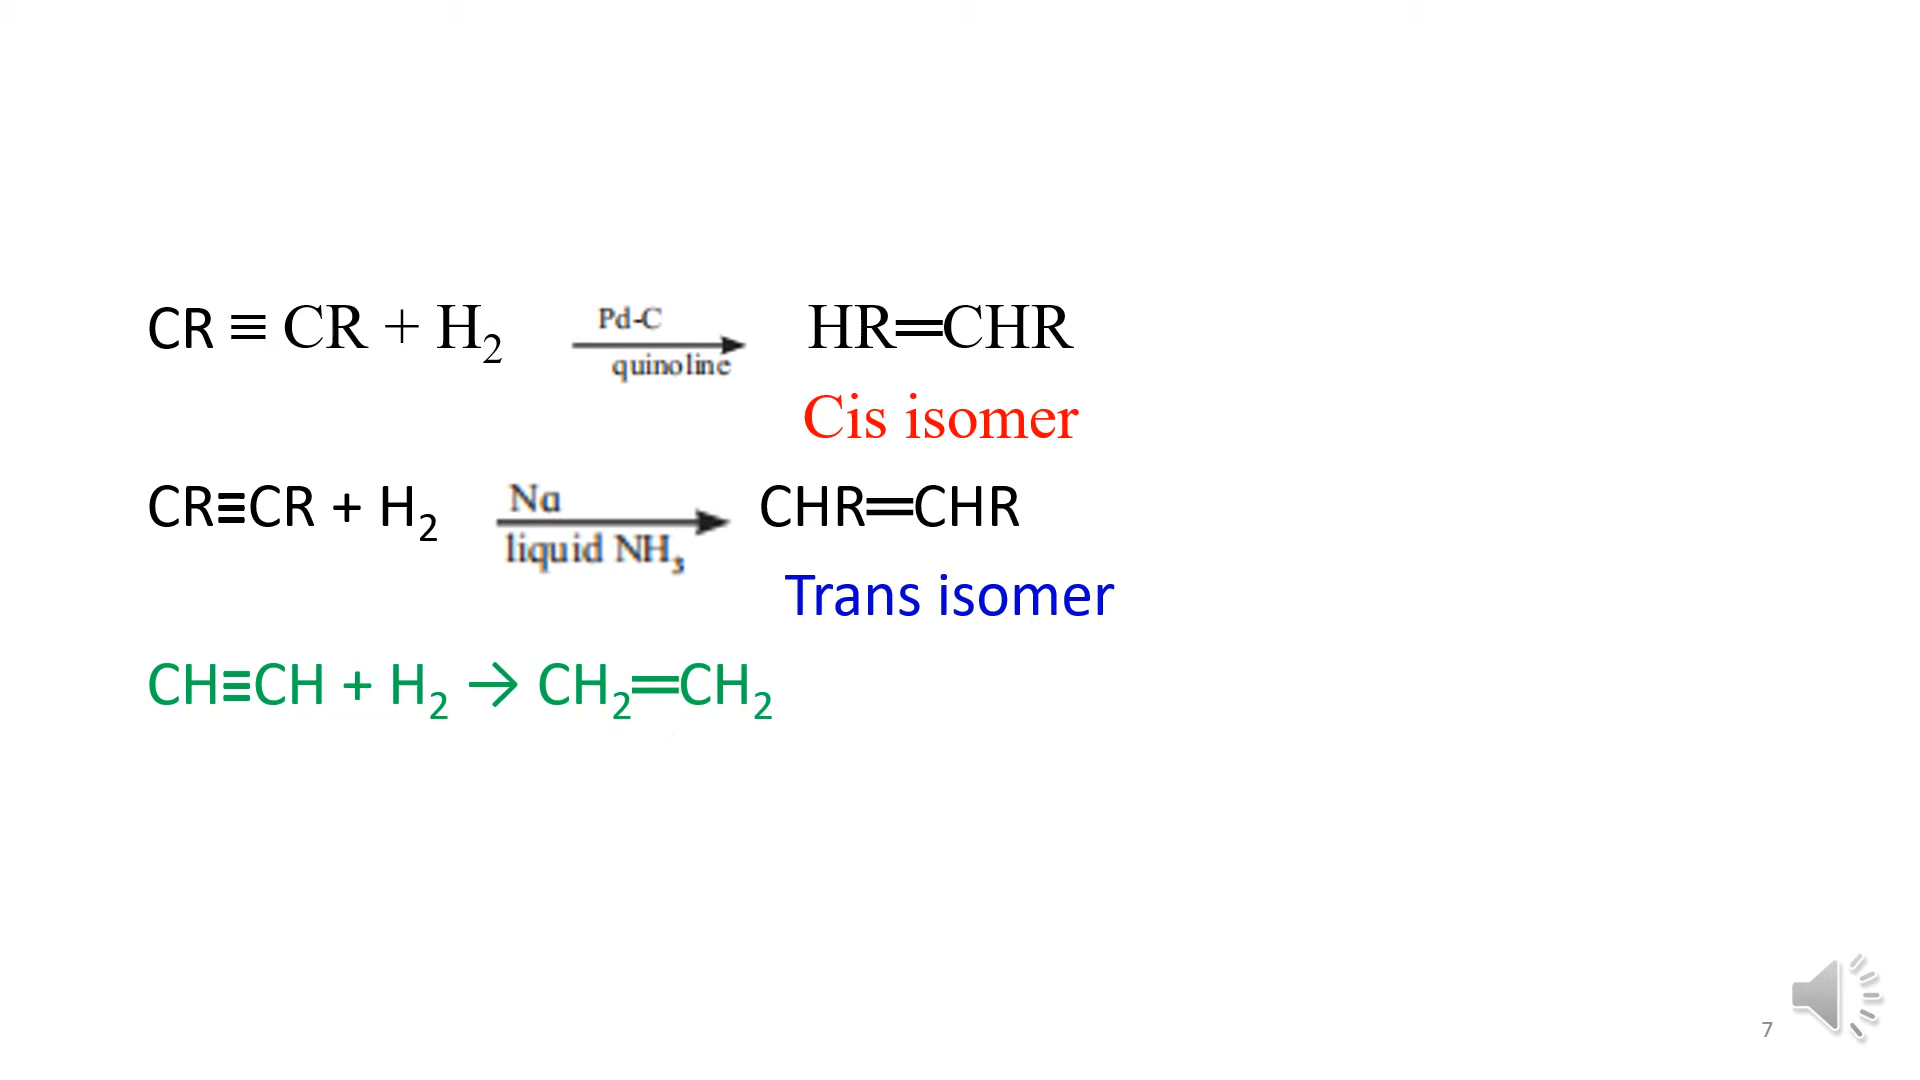 CR ≡ CR + H₂ Pd-C quinoline HR═CHR
Cis isomer
CR≡CR + H₂ Na liquid NH₃ CHR═CHR
Trans isomer
CH≡CH + H₂ → CH₂═CH₂
7